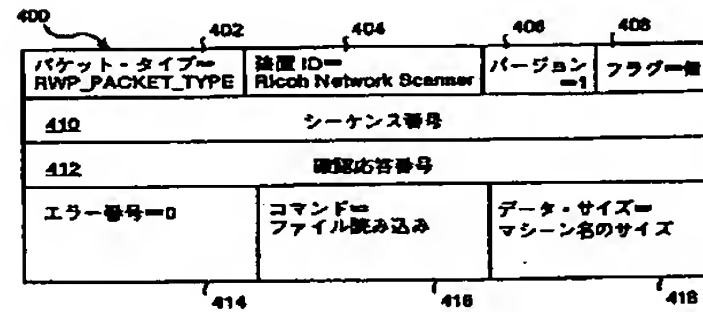 400
402
404
406
408
パケット・タイプ=
RWP_PACKET_TYPE
装置 ID=
Ricoh Network Scanner
バージョン
=1
フラグ=値
410
シーケンス番号
412
確認応答番号
エラー番号=0
コマンド=
ファイル読み込み
データ・サイズ=
マシーン名のサイズ
414
416
418